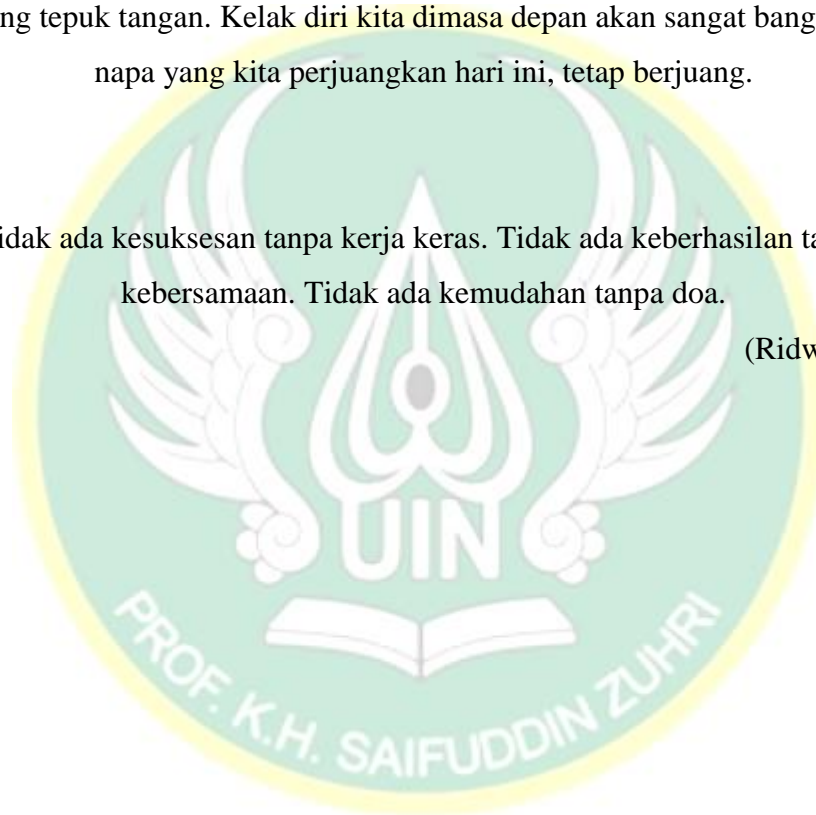 ng tepuk tangan. Kelak diri kita dimasa depan akan sangat bang
napa yang kita perjuangkan hari ini, tetap berjuang.
idak ada kesuksesan tanpa kerja keras. Tidak ada keberhasilan ta
kebersamaan. Tidak ada kemudahan tanpa doa.
(Ridw
UIN
PROF. K.H. SAIFUDDIN ZUHRI